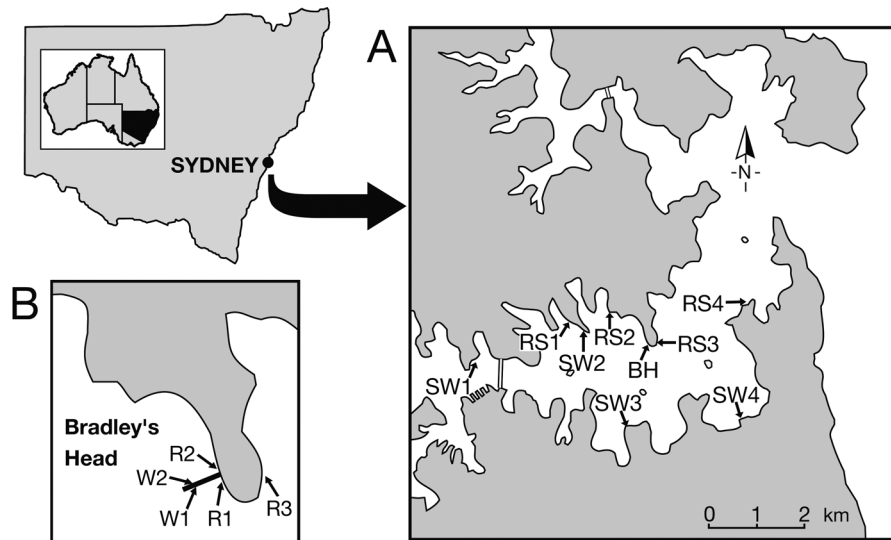 A
SYDNEY
-N-
B
Bradley's
Head
R2
W2
W1
R1
R3
RS4
RS1
SW2
RS2
RS3
BH
SW1
SW3
SW4
0 1 2 km